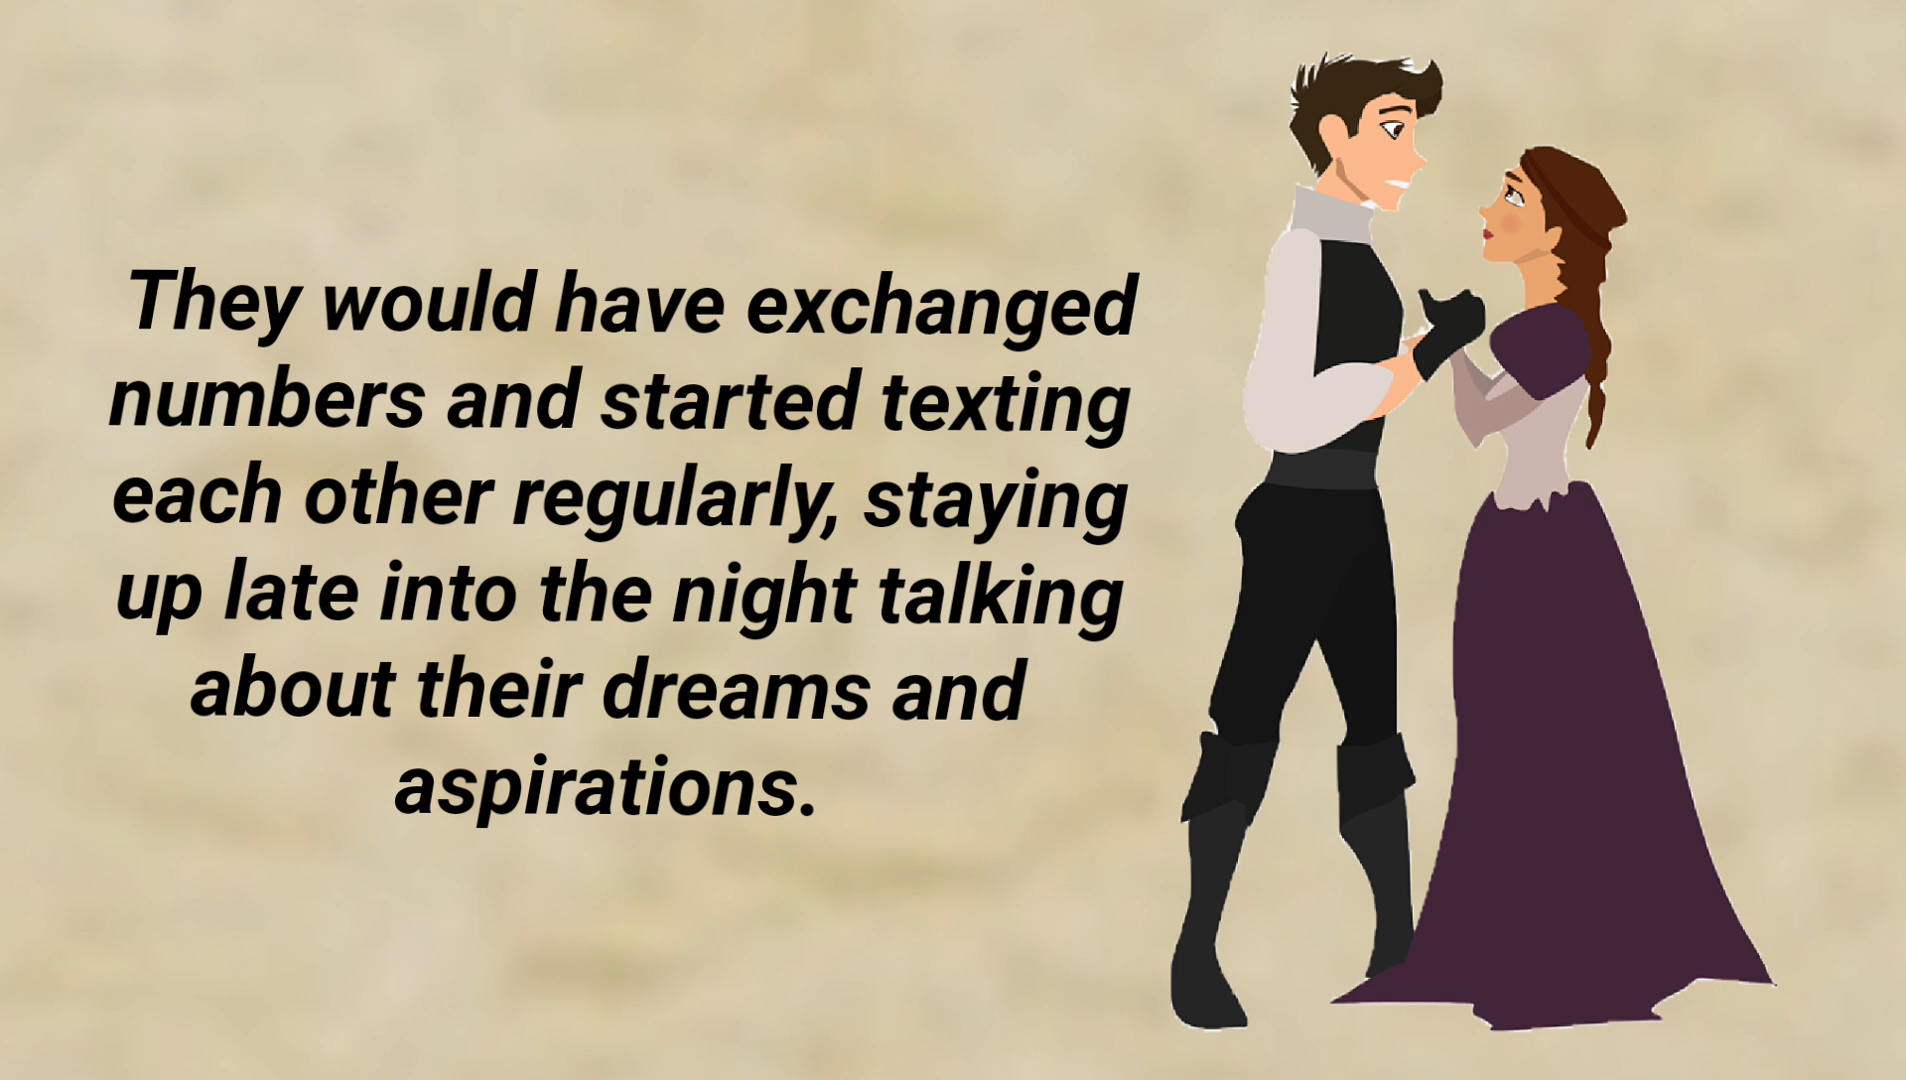 They would have exchanged
numbers and started texting
each other regularly, staying
up late into the night talking
about their dreams and
aspirations.